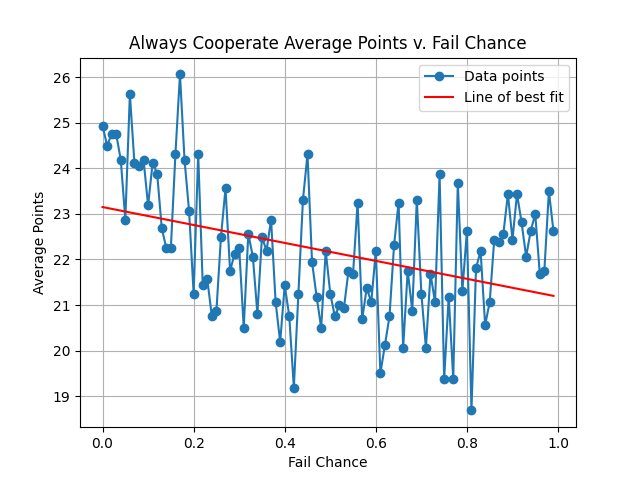 Always Cooperate Average Points v. Fail Chance
Data points
Line of best fit
Average Points
26
25
24
23
22
21
20
19
0.0 0.2 0.4 0.6 0.8 1.0
Fail Chance